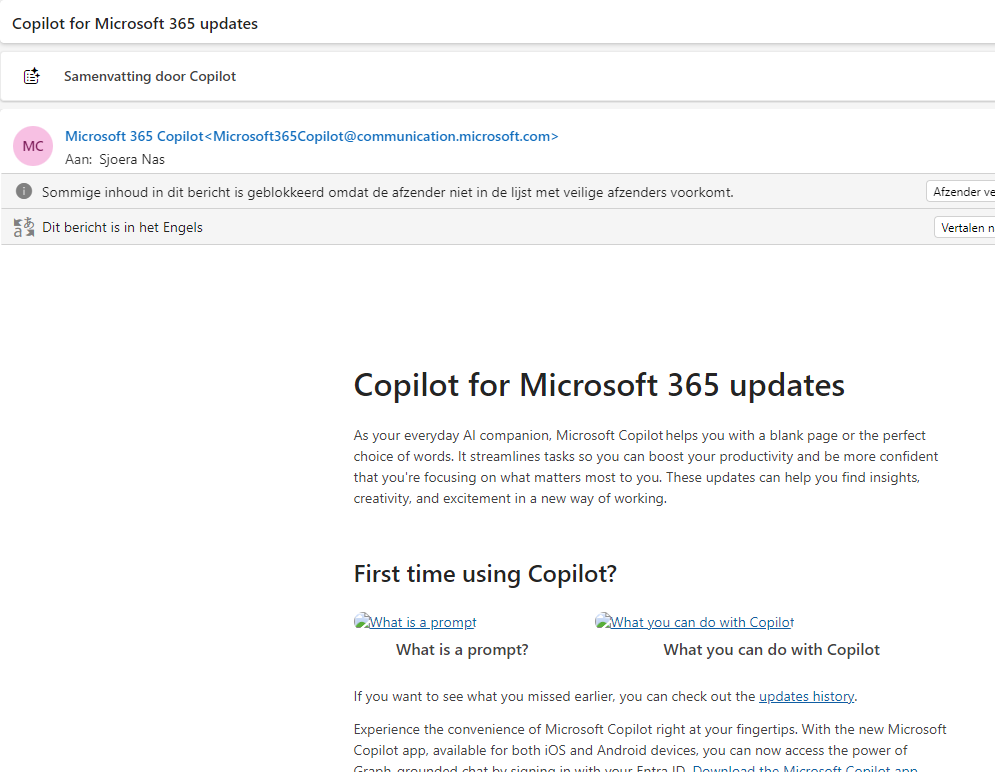 Copilot for Microsoft 365 updates
Samenvatting door Copilot
MC
Microsoft 365 Copilot<Microsoft365Copilot@communication.microsoft.com>
Aan: Sjoera Nas
Sommige inhoud in dit bericht is geblokkeerd omdat de afzender niet in de lijst met veilige afzenders voorkomt.
Afzender ve
Dit bericht is in het Engels
Vertalen n
Copilot for Microsoft 365 updates
As your everyday AI companion, Microsoft Copilot helps you with a blank page or the perfect
choice of words. It streamlines tasks so you can boost your productivity and be more confident
that you're focusing on what matters most to you. These updates can help you find insights,
creativity, and excitement in a new way of working.
First time using Copilot?
What is a prompt What you can do with Copilot
What is a prompt? What you can do with Copilot
If you want to see what you missed earlier, you can check out the updates history.
Experience the convenience of Microsoft Copilot right at your fingertips. With the new Microsoft
Copilot app, available for both iOS and Android devices, you can now access the power of
Graph-grounded chat by signing in with your Entra ID. Download the Microsoft Copilot app